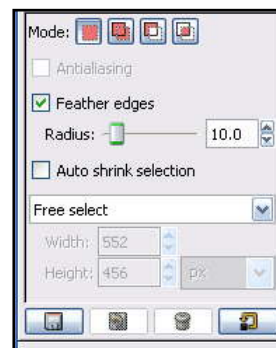 Mode:
Antialiasing
Feather edges
Radius: 10.0
Auto shrink selection
Free select
Width: 552
Height: 456 px